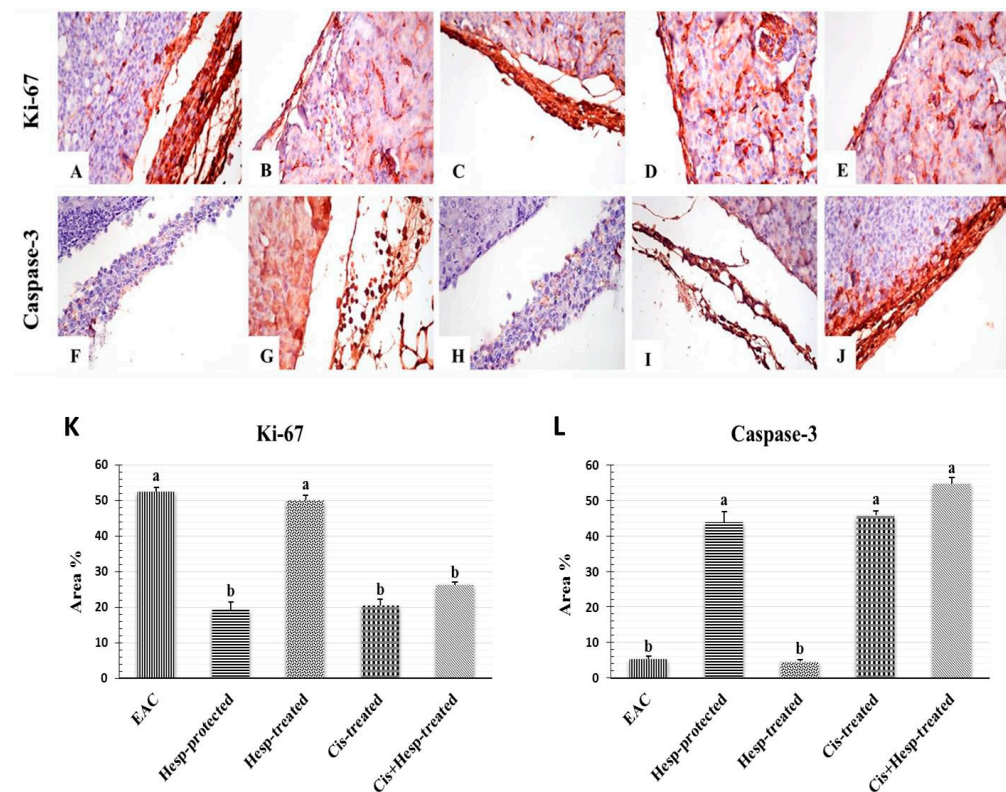 Ki-67
A B C D E
Caspase-3
F G H I J
K
Ki-67
60
50
40
30
20
10
0
Area %
a
b
a
b
b
EAC
Hesp-protected
Hesp-treated
Cis-treated
Cis+Hesp-treated
L
Caspase-3
60
50
40
30
20
10
0
Area %
b
a
b
a
a
EAC
Hesp-protected
Hesp-treated
Cis-treated
Cis+Hesp-treated